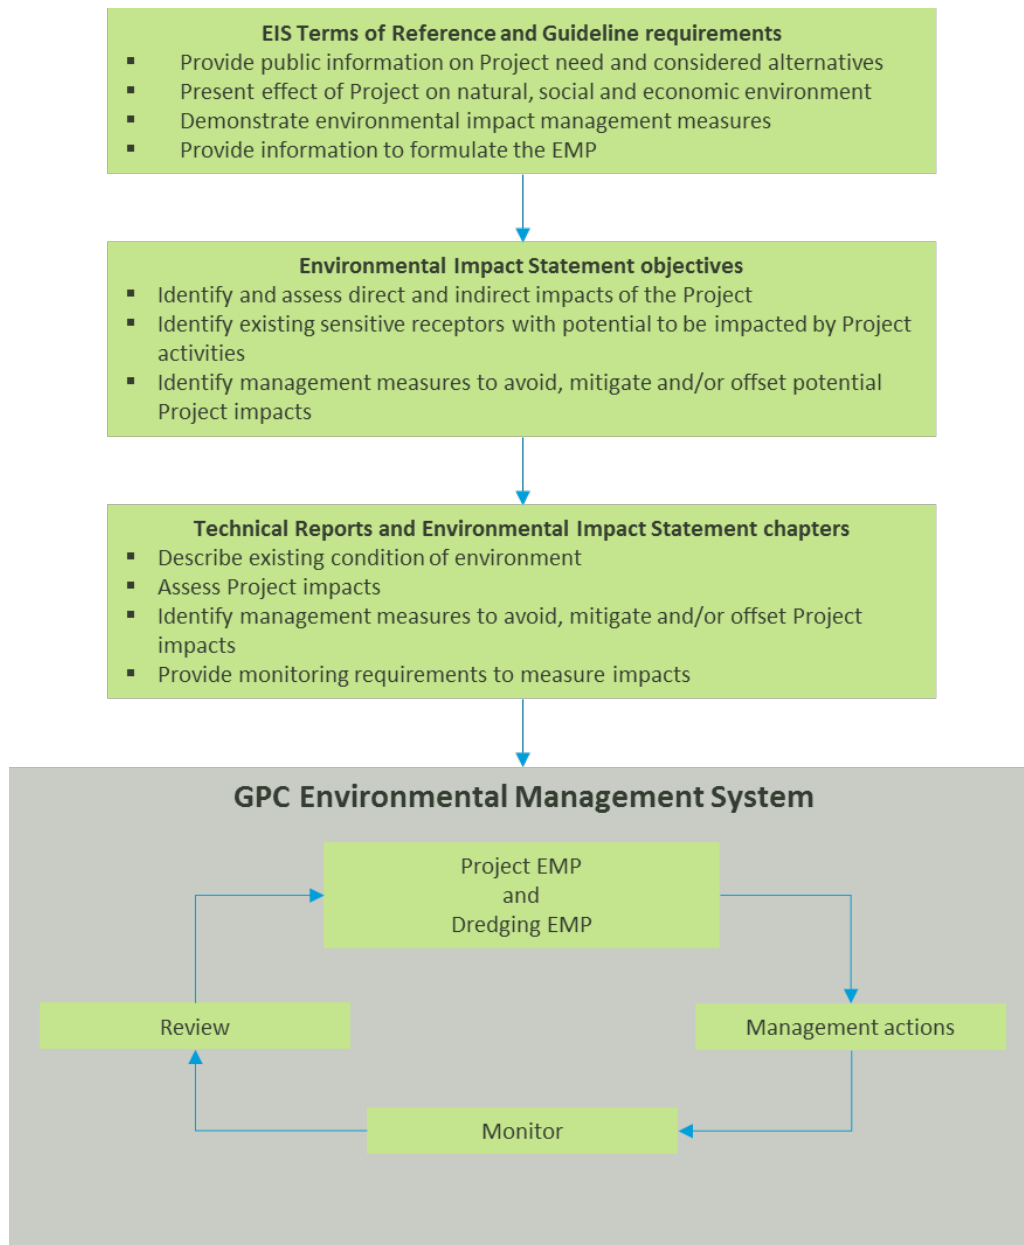 EIS Terms of Reference and Guideline requirements
▪ Provide public information on Project need and considered alternatives
▪ Present effect of Project on natural, social and economic environment
▪ Demonstrate environmental impact management measures
▪ Provide information to formulate the EMP
Environmental Impact Statement objectives
▪ Identify and assess direct and indirect impacts of the Project
▪ Identify existing sensitive receptors with potential to be impacted by Project
activities
▪ Identify management measures to avoid, mitigate and/or offset potential
Project impacts
Technical Reports and Environmental Impact Statement chapters
▪ Describe existing condition of environment
▪ Assess Project impacts
▪ Identify management measures to avoid, mitigate and/or offset Project
impacts
▪ Provide monitoring requirements to measure impacts
GPC Environmental Management System
Project EMP
and
Dredging EMP
Review
Management actions
Monitor